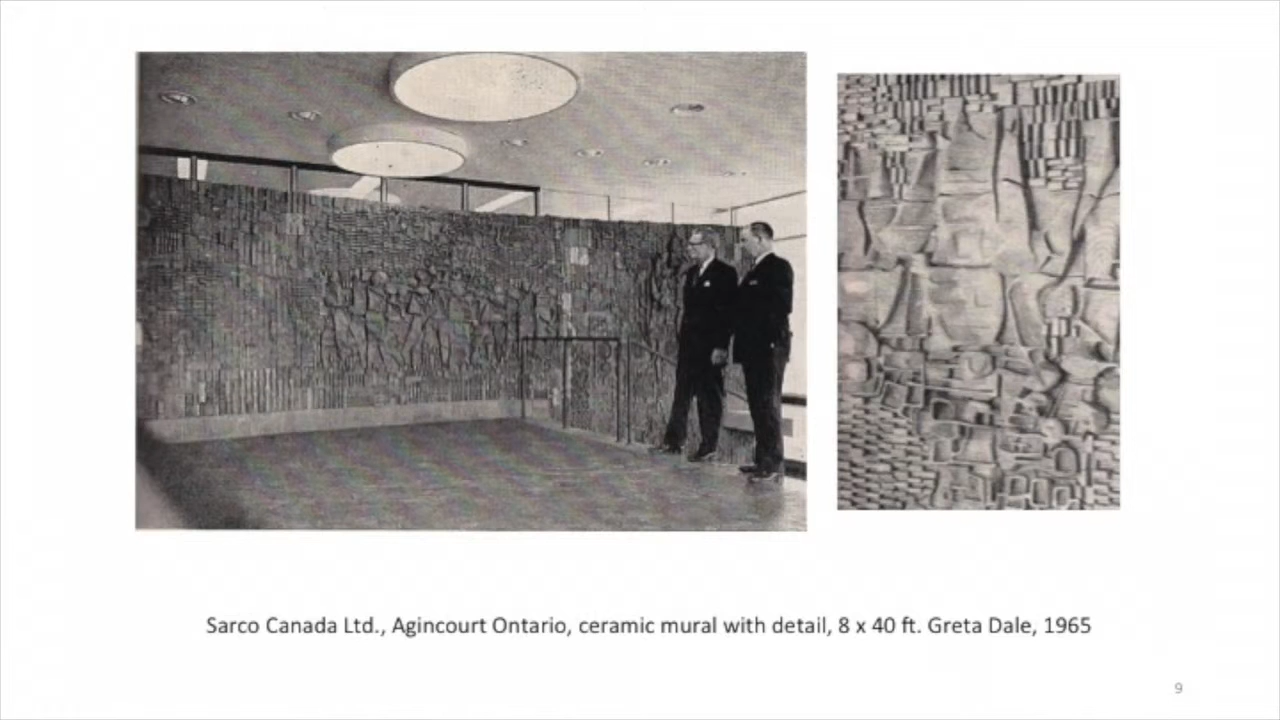 Sarco Canada Ltd., Agincourt Ontario, ceramic mural with detail, 8 x 40 ft. Greta Dale, 1965
9